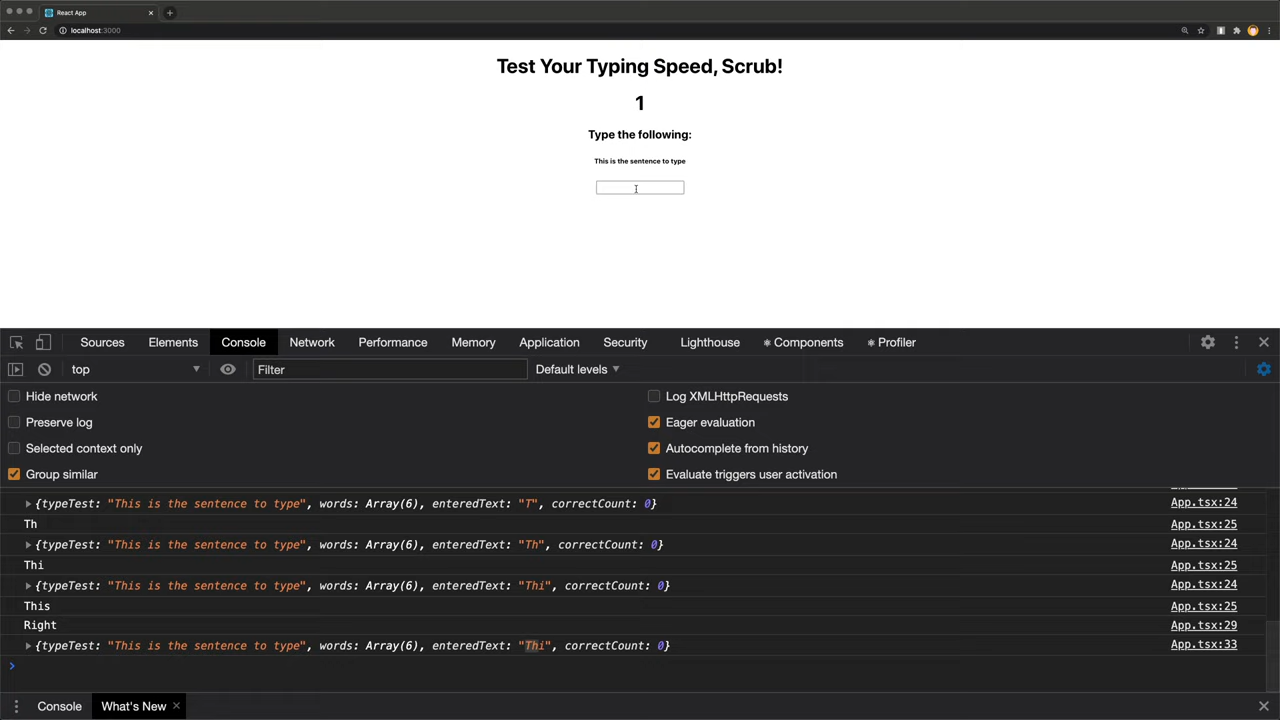 React App
localhost:3000
Test Your Typing Speed, Scrub!
1
Type the following:
This is the sentence to type
Sources Elements Console Network Performance Memory Application Security Lighthouse Components Profiler
top Filter Default levels
Hide network Log XMLHttpRequests
Preserve log Eager evaluation
Selected context only Autocomplete from history
Group similar Evaluate triggers user activation
{typeTest: "This is the sentence to type", words: Array(6), enteredText: "T", correctCount: 0} App.tsx:24
Th App.tsx:25
{typeTest: "This is the sentence to type", words: Array(6), enteredText: "Th", correctCount: 0} App.tsx:24
Thi App.tsx:25
{typeTest: "This is the sentence to type", words: Array(6), enteredText: "Thi", correctCount: 0} App.tsx:24
This App.tsx:25
Right App.tsx:29
{typeTest: "This is the sentence to type", words: Array(6), enteredText: "Thi", correctCount: 0} App.tsx:33
Console What's New